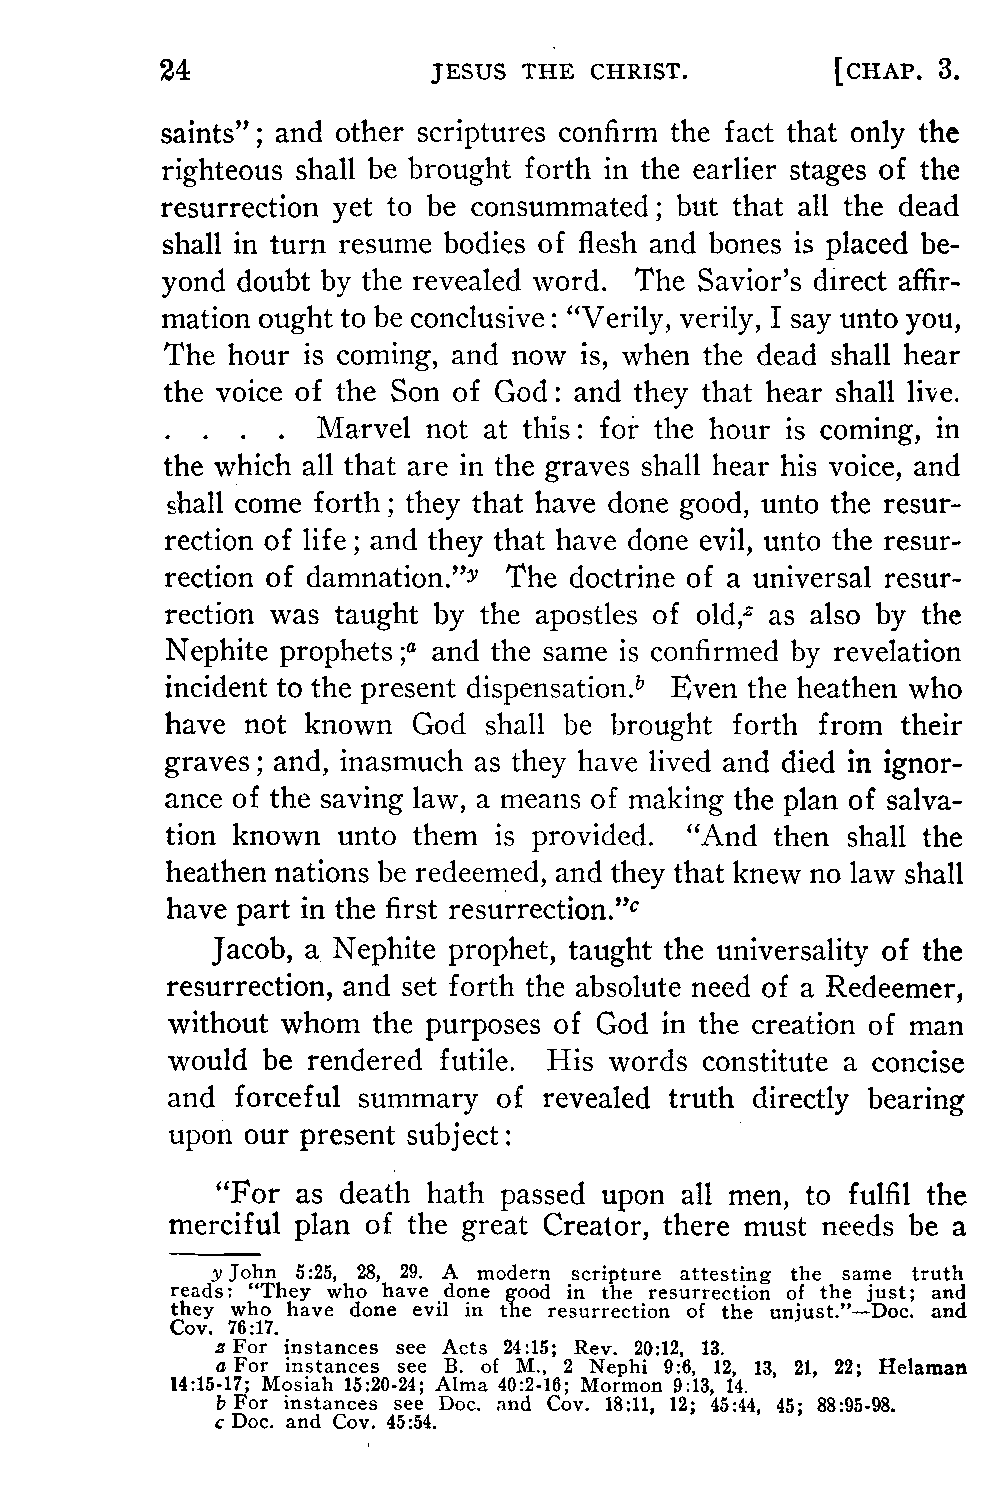 24 JESUS THE CHRIST. [CHAP. 3.
saints”; and other scriptures confirm the fact that only the
righteous shall be brought forth in the earlier stages of the
resurrection yet to be consummated; but that all the dead
shall in turn resume bodies of flesh and bones is placed be-
yond doubt by the revealed word. The Savior's direct affir-
mation ought to be conclusive: “Verily, verily, I say unto you,
The hour is coming, and now is, when the dead shall hear
the voice of the Son of God: and they that hear shall live.
. . . . Marvel not at this: for the hour is coming, in
the which all that are in the graves shall hear his voice, and
shall come forth; they that have done good, unto the resur-
rection of life; and they that have done evil, unto the resur-
rection of damnation.”y The doctrine of a universal resur-
rection was taught by the apostles of old,z as also by the
Nephite prophets;a and the same is confirmed by revelation
incident to the present dispensation.b Even the heathen who
have not known God shall be brought forth from their
graves; and, inasmuch as they have lived and died in ignor-
ance of the saving law, a means of making the plan of salva-
tion known unto them is provided. “And then shall the
heathen nations be redeemed, and they that knew no law shall
have part in the first resurrection.”c
Jacob, a Nephite prophet, taught the universality of the
resurrection, and set forth the absolute need of a Redeemer,
without whom the purposes of God in the creation of man
would be rendered futile. His words constitute a concise
and forceful summary of revealed truth directly bearing
upon our present subject:
“For as death hath passed upon all men, to fulfil the
merciful plan of the great Creator, there must needs be a
y John 5:25, 28, 29. A modern scripture attesting the same truth
reads: “They who have done good in the resurrection of the just; and
they who have done evil in the resurrection of the unjust.”—Doc. and
Cov. 76:17.
z For instances see Acts 24:15; Rev. 20:12, 13.
a For instances see B. of M., 2 Nephi 9:6, 12, 13, 21, 22; Helaman
14:15-17; Mosiah 15:20-24; Alma 40:2-16; Mormon 9:13, 14.
b For instances see Doc. and Cov. 18:11, 12; 45:44, 45; 88:95-98.
c Doc. and Cov. 45:54.